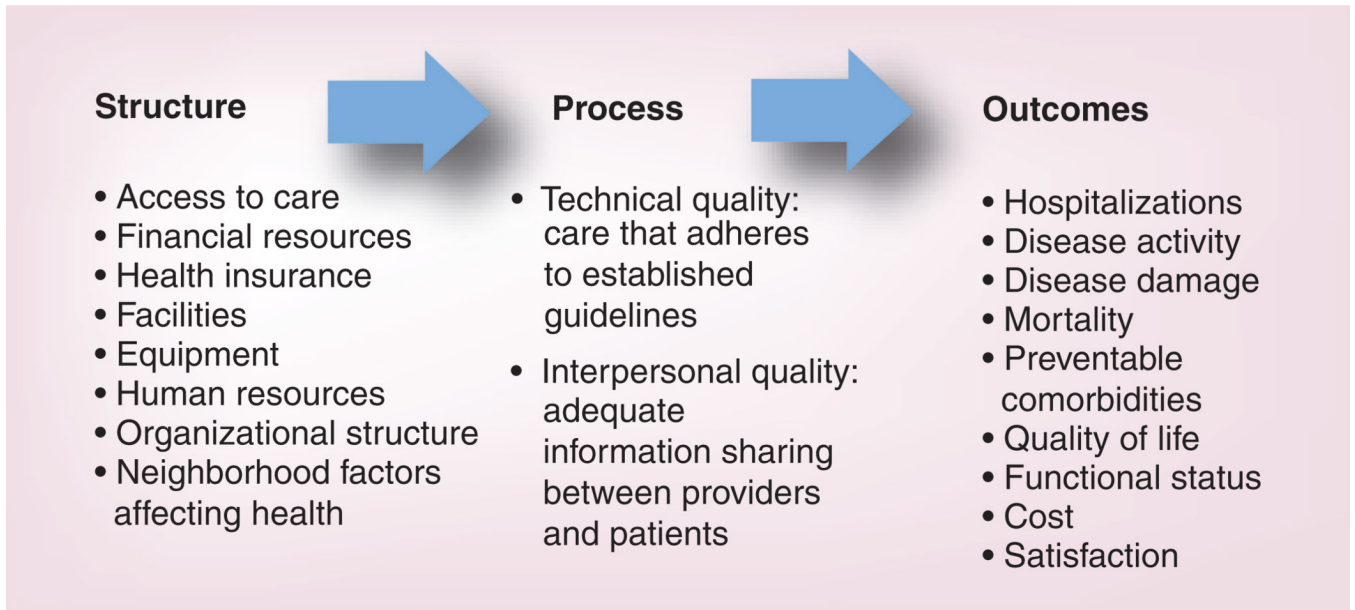 Structure
• Access to care
• Financial resources
• Health insurance
• Facilities
• Equipment
• Human resources
• Organizational structure
• Neighborhood factors
affecting health
Process
• Technical quality:
care that adheres
to established
guidelines
• Interpersonal quality:
adequate
information sharing
between providers
and patients
Outcomes
• Hospitalizations
• Disease activity
• Disease damage
• Mortality
• Preventable
comorbidities
• Quality of life
• Functional status
• Cost
• Satisfaction